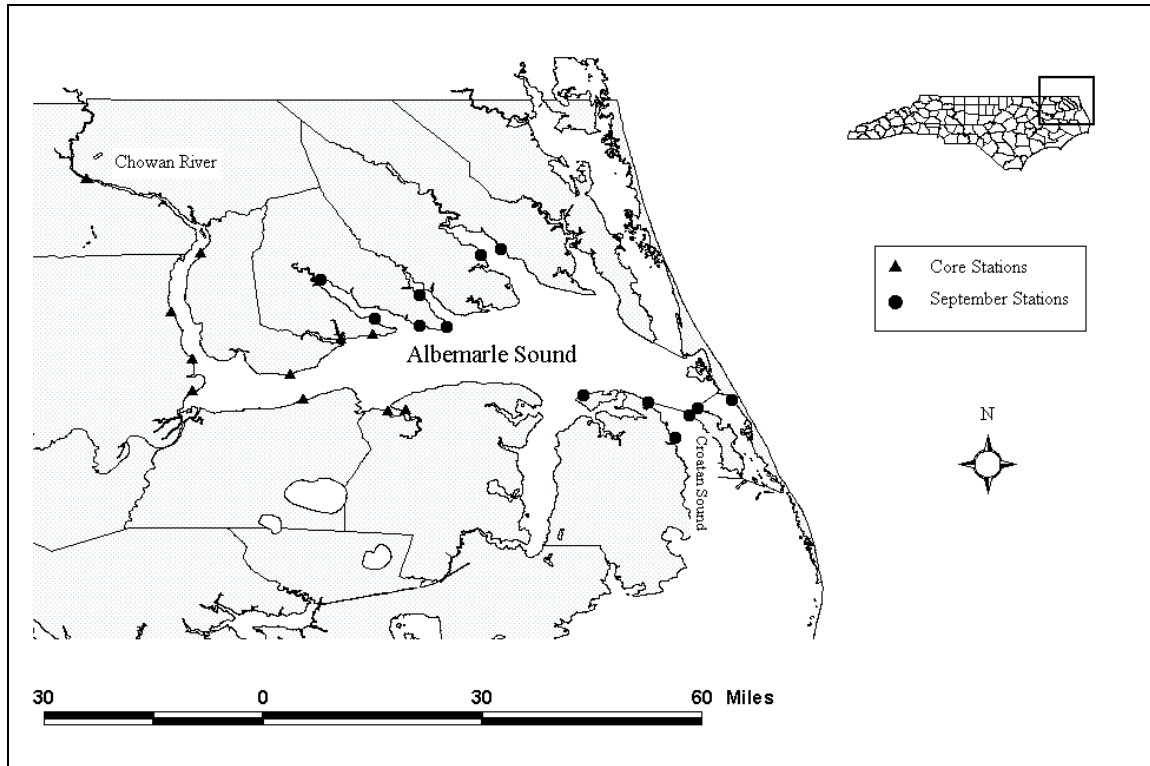 Chowan River
Core Stations
September Stations
Albemarle Sound
N
Croatan Sound
30 0 30 60 Miles